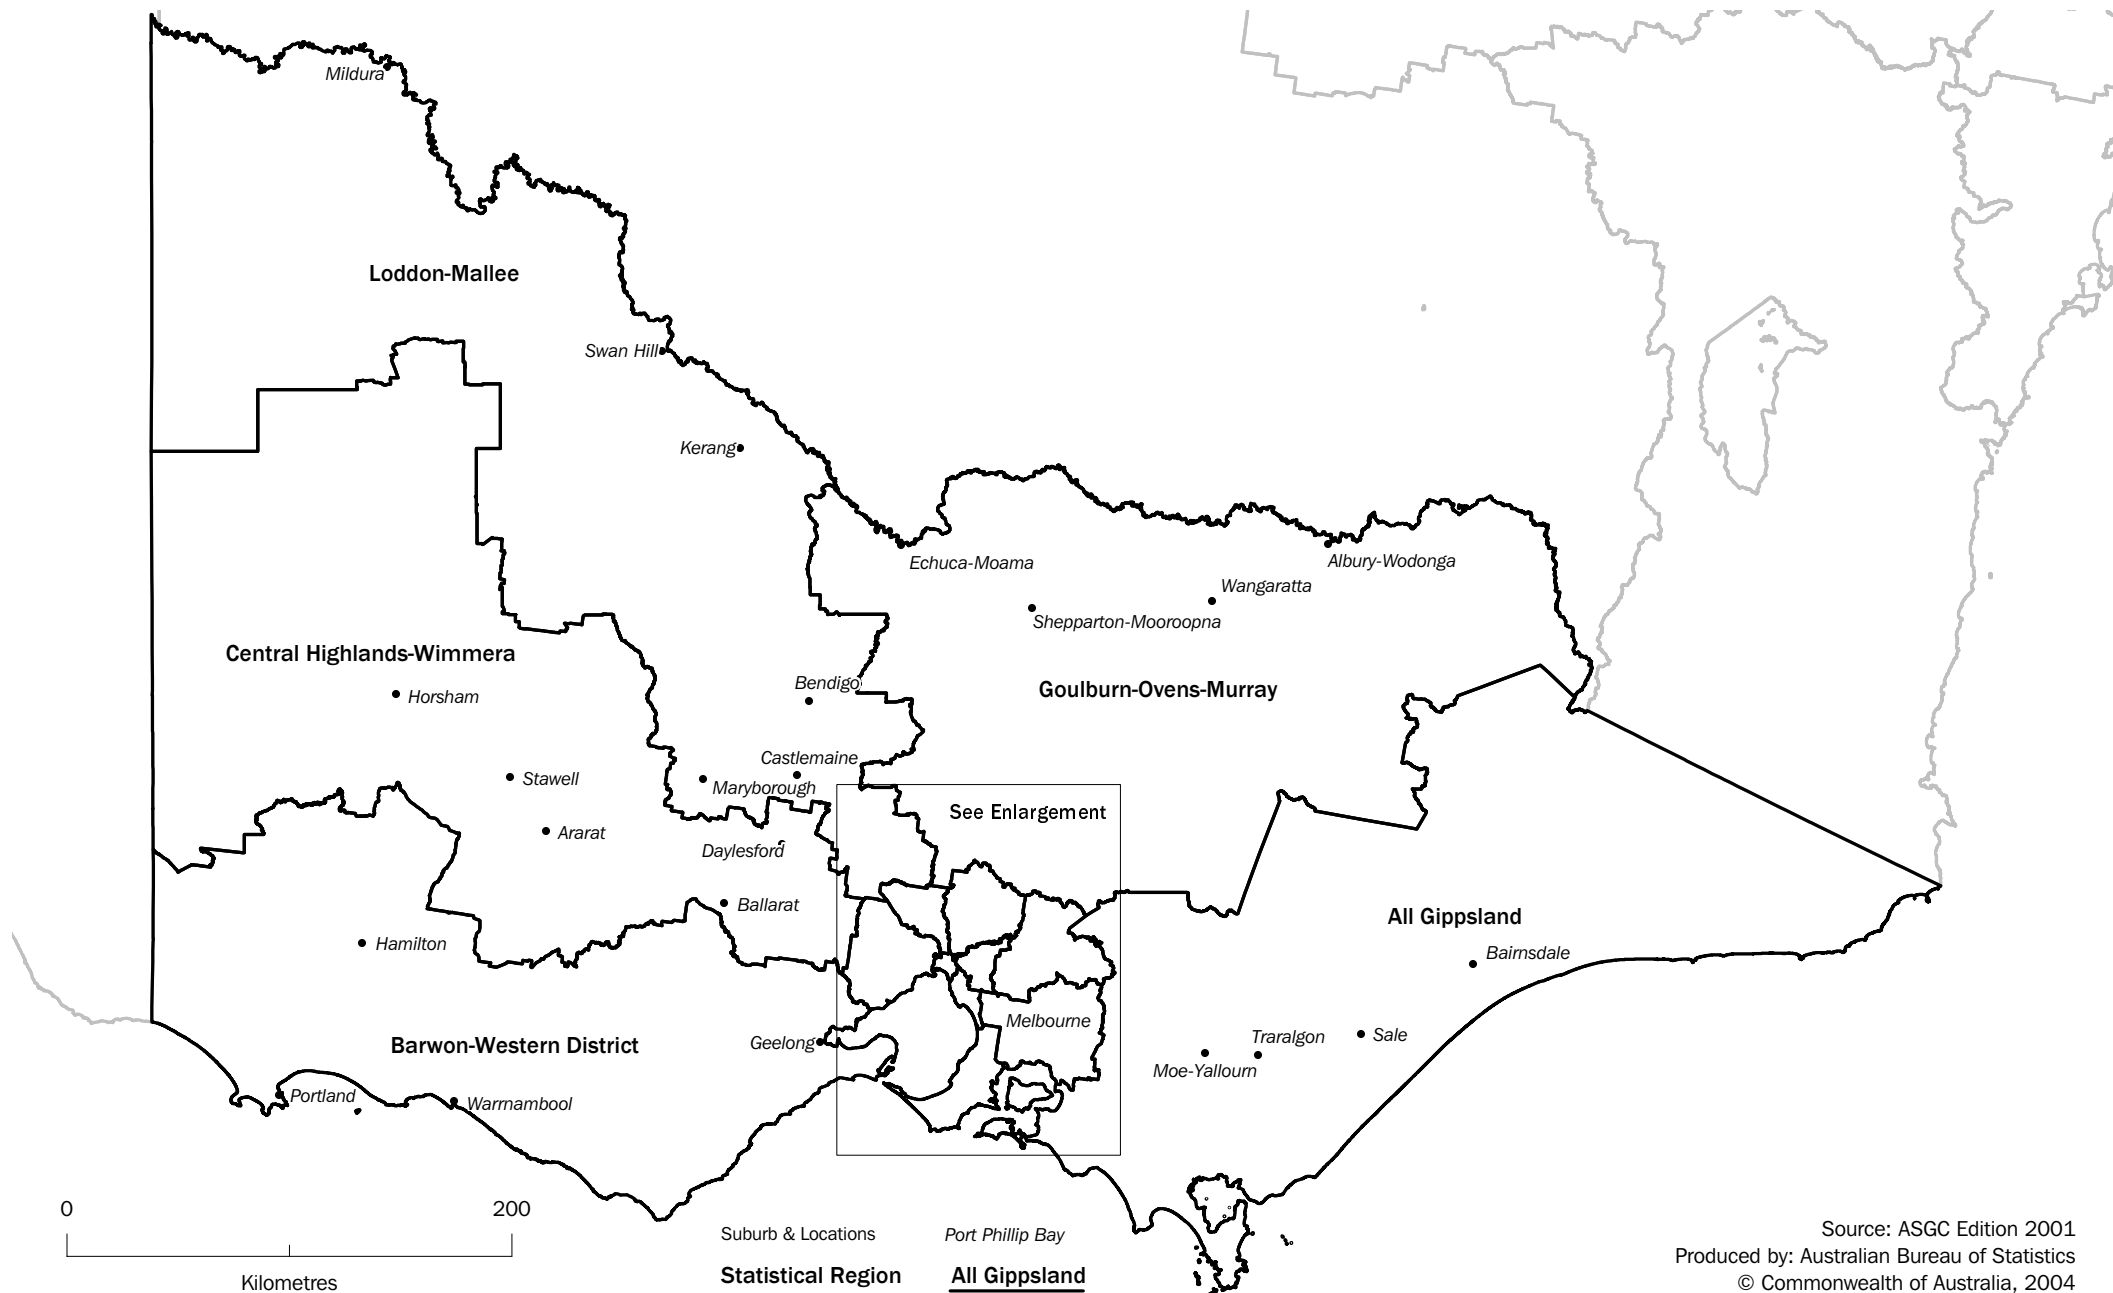 Mildura
Loddon-Mallee
Swan Hill
Kerang
Echuca-Moama
Albury-Wodonga
Wangaratta
Shepparton-Mooroopna
Central Highlands-Wimmera
Bendigo
Goulburn-Ovens-Murray
Horsham
Castlemaine
Stawell
Maryborough
See Enlargement
Ararat
Daylesford
Ballarat
All Gippsland
Hamilton
Bairnsdale
Melbourne
Barwon-Western District
Geelong
Traralgon
Sale
Moe-Yallourn
Portland
Warrnambool
0
200
Kilometres
Suburb & Locations
Port Phillip Bay
Statistical Region
All Gippsland
Source: ASGC Edition 2001
Produced by: Australian Bureau of Statistics
© Commonwealth of Australia, 2004